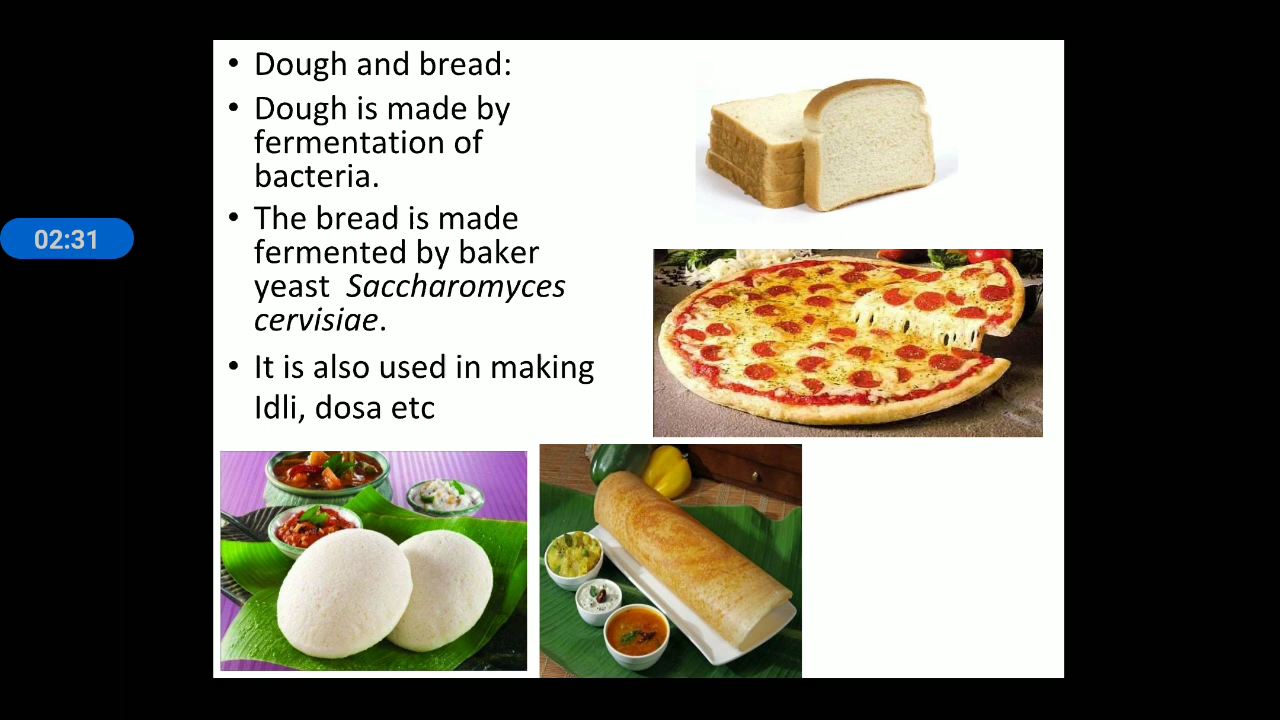 • Dough and bread:
• Dough is made by
fermentation of
bacteria.
• The bread is made
fermented by baker
yeast Saccharomyces
cervisiae.
• It is also used in making
Idli, dosa etc
02:31